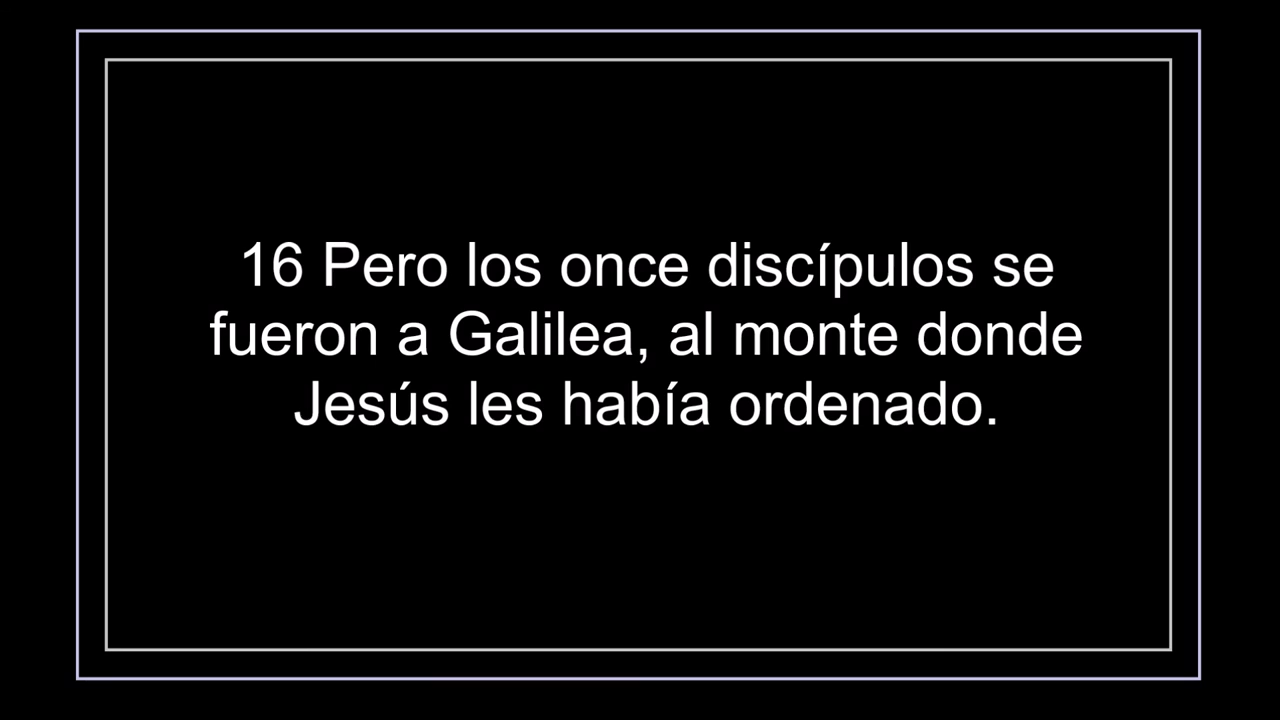 16 Pero los once discípulos se
fueron a Galilea, al monte donde
Jesús les había ordenado.